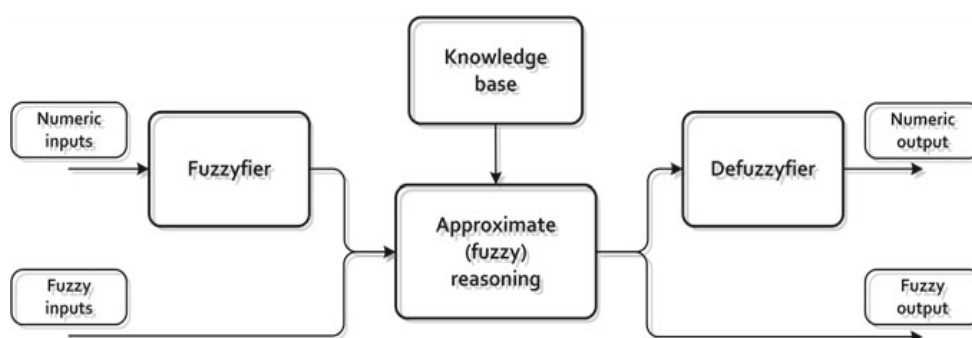 Knowledge
base
Numeric
inputs
Fuzzyfier
Approximate
(fuzzy)
reasoning
Defuzzyfier
Numeric
output
Fuzzy
inputs
Fuzzy
output